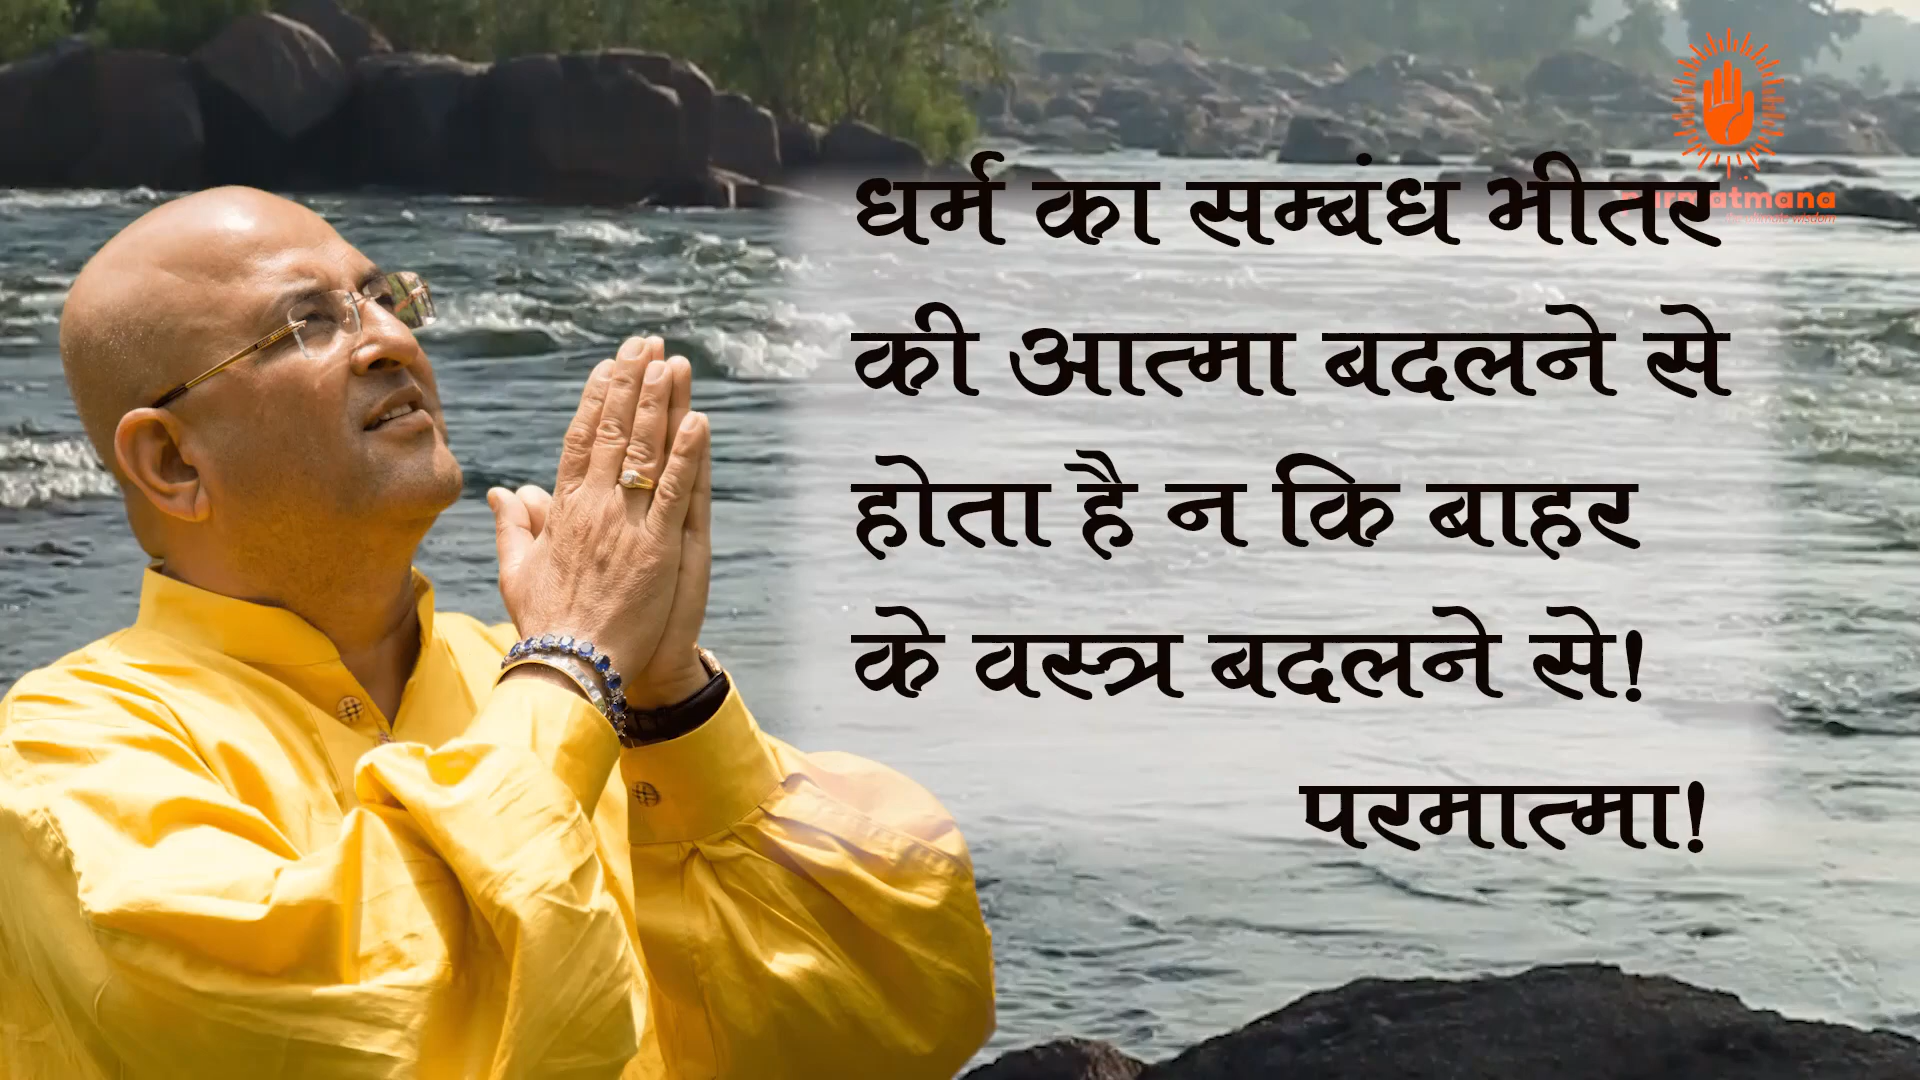 धर्म का सम्बंध भीतर
की आत्मा बदलने से
होता है न कि बाहर
के वस्त्र बदलने से!
परमात्मा!